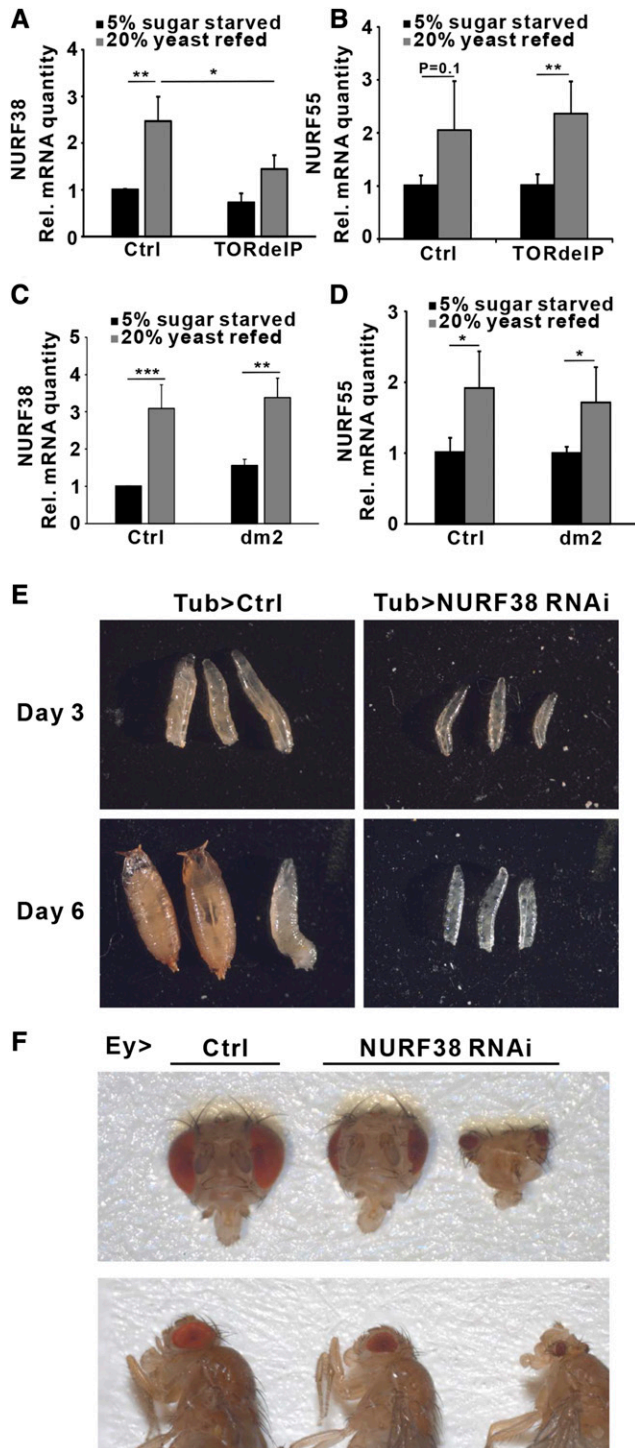 A
5% sugar starved
20% yeast refed
NURF38
Rel. mRNA quantity
4
3
2
1
0
**
*
Ctrl
TORdelP
B
5% sugar starved
20% yeast refed
NURF55
Rel. mRNA quantity
4
3
2
1
0
P=0.1
**
Ctrl
TORdelP
C
5% sugar starved
20% yeast refed
NURF38
Rel. mRNA quantity
5
4
3
2
1
0
***
**
Ctrl
dm2
D
5% sugar starved
20% yeast refed
NURF55
Rel. mRNA quantity
3
2
1
0
*
*
Ctrl
dm2
E
Tub>Ctrl
Tub>NURF38 RNAi
Day 3
Day 6
F
Ey>
Ctrl
NURF38 RNAi